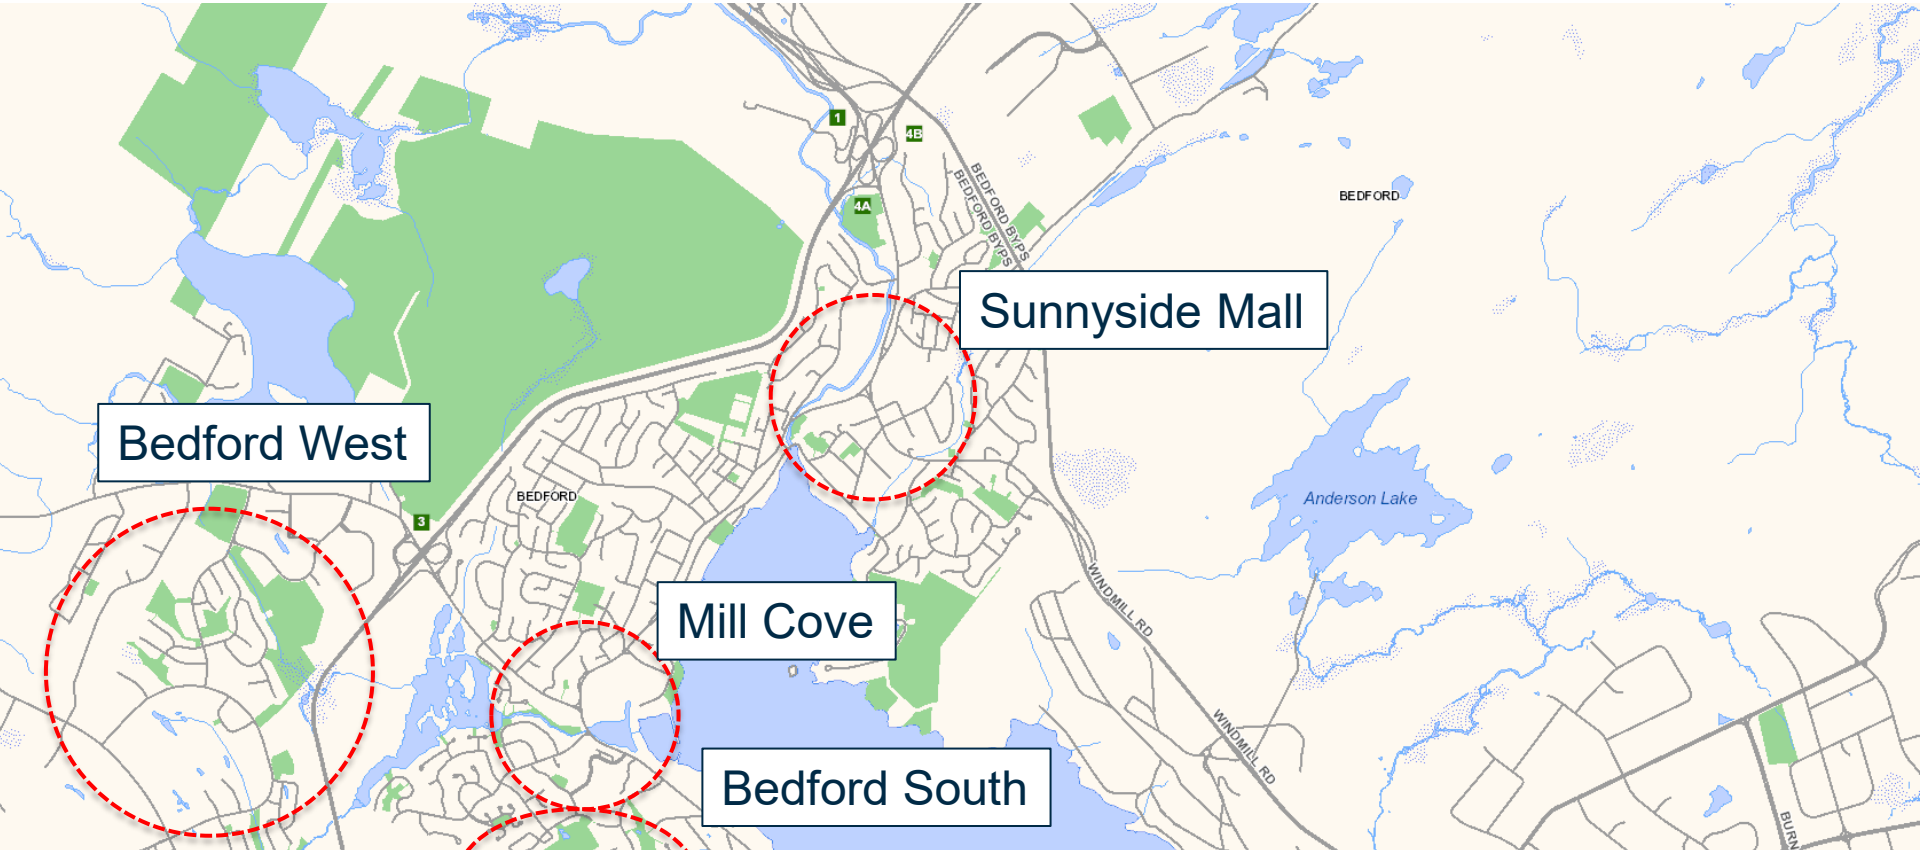 1
4B
BEDFORD BYPS
BEDFORD BYPS
BEDFORD
4A
Sunnyside Mall
Bedford West
BEDFORD
Anderson Lake
3
WINDMILL RD
Mill Cove
WINDMILL RD
Bedford South
BURN